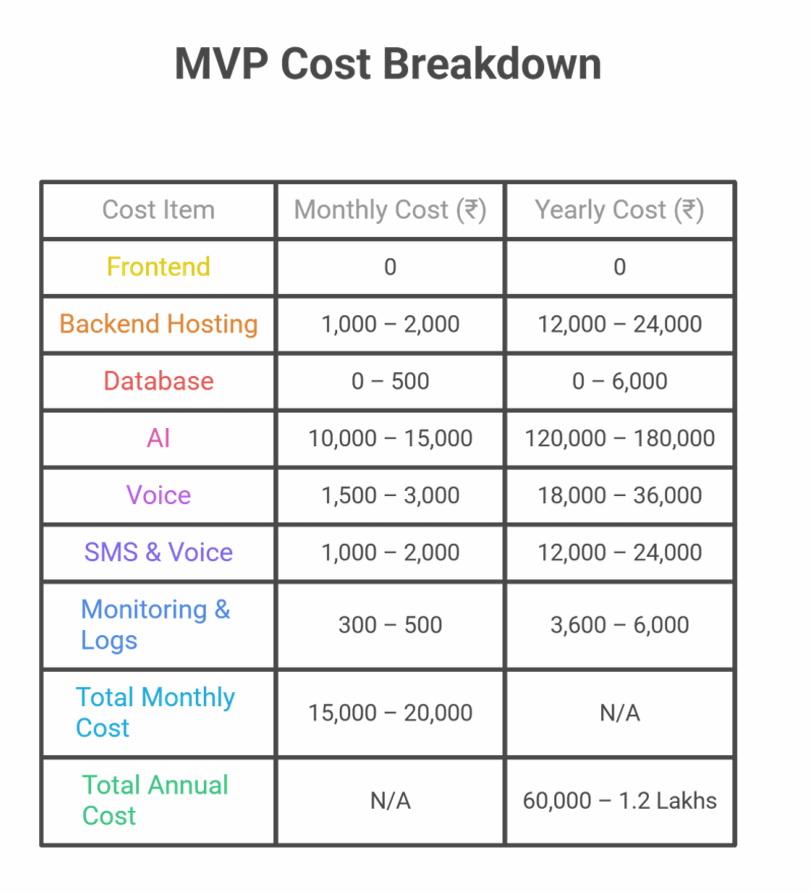 MVP Cost Breakdown
Cost Item Monthly Cost (₹) Yearly Cost (₹)
Frontend 0 0
Backend Hosting 1,000 – 2,000 12,000 – 24,000
Database 0 – 500 0 – 6,000
AI 10,000 – 15,000 120,000 – 180,000
Voice 1,500 – 3,000 18,000 – 36,000
SMS & Voice 1,000 – 2,000 12,000 – 24,000
Monitoring &
Logs 300 – 500 3,600 – 6,000
Total Monthly
Cost 15,000 – 20,000 N/A
Total Annual
Cost N/A 60,000 – 1.2 Lakhs